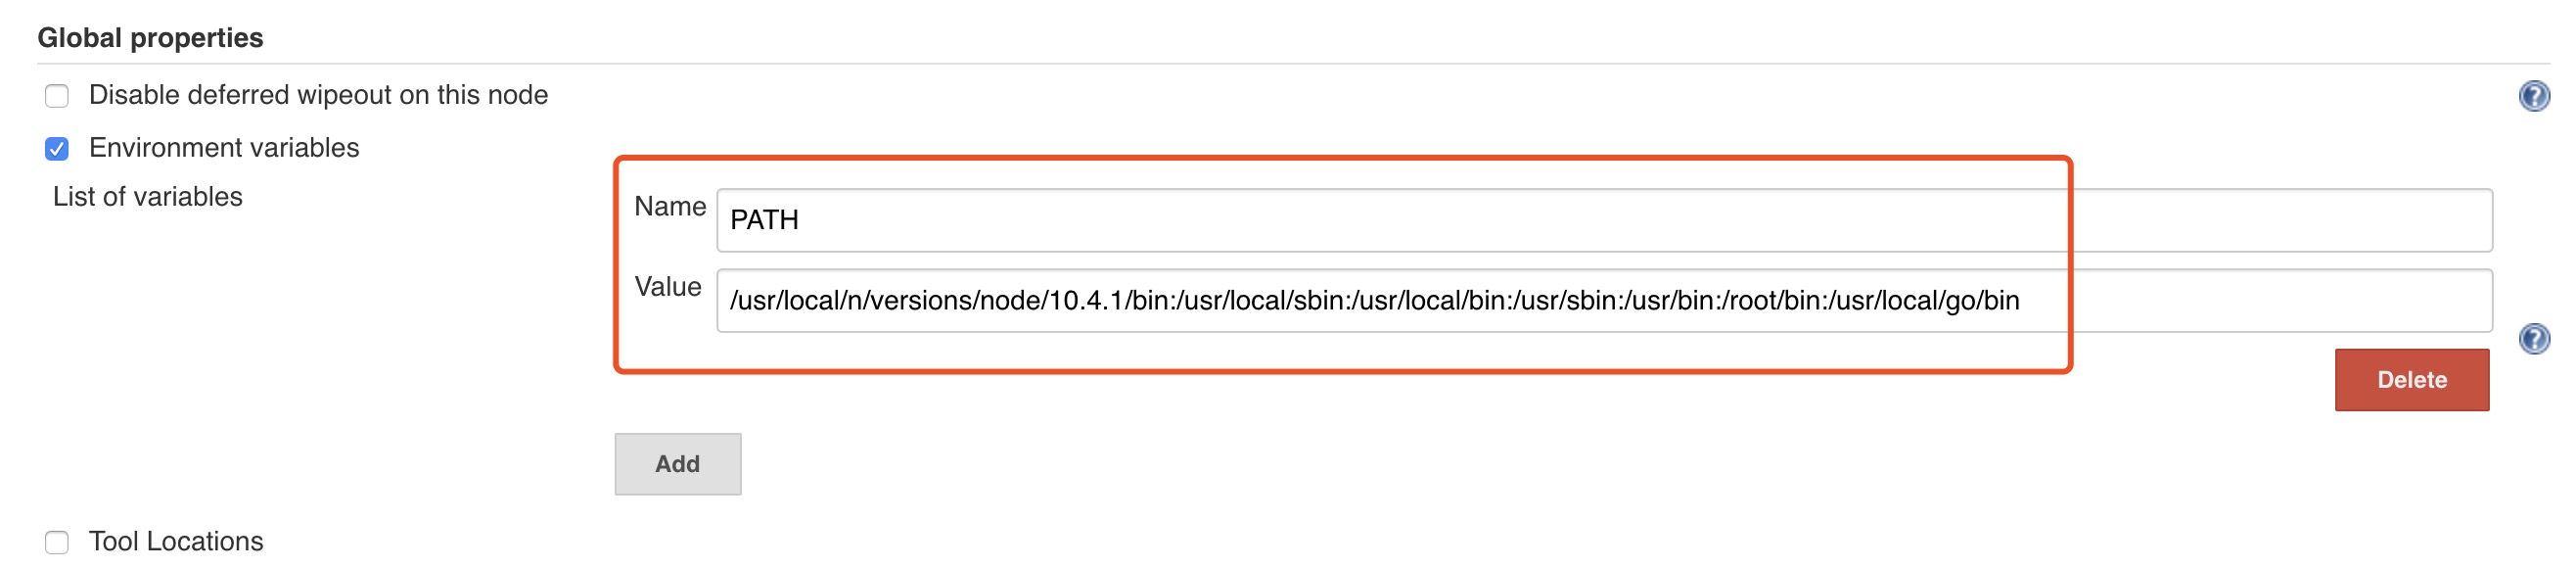 Global properties
Disable deferred wipeout on this node
Environment variables
List of variables
Name PATH
Value /usr/local/n/versions/node/10.4.1/bin:/usr/local/sbin:/usr/local/bin:/usr/sbin:/usr/bin:/root/bin:/usr/local/go/bin
Delete
Add
Tool Locations